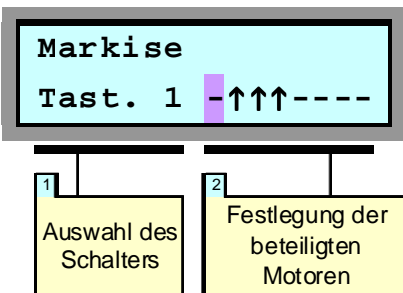 Markise
Tast. 1 -↑↑↑----
1
Auswahl des
Schalters
2
Festlegung der
beteiligten
Motoren